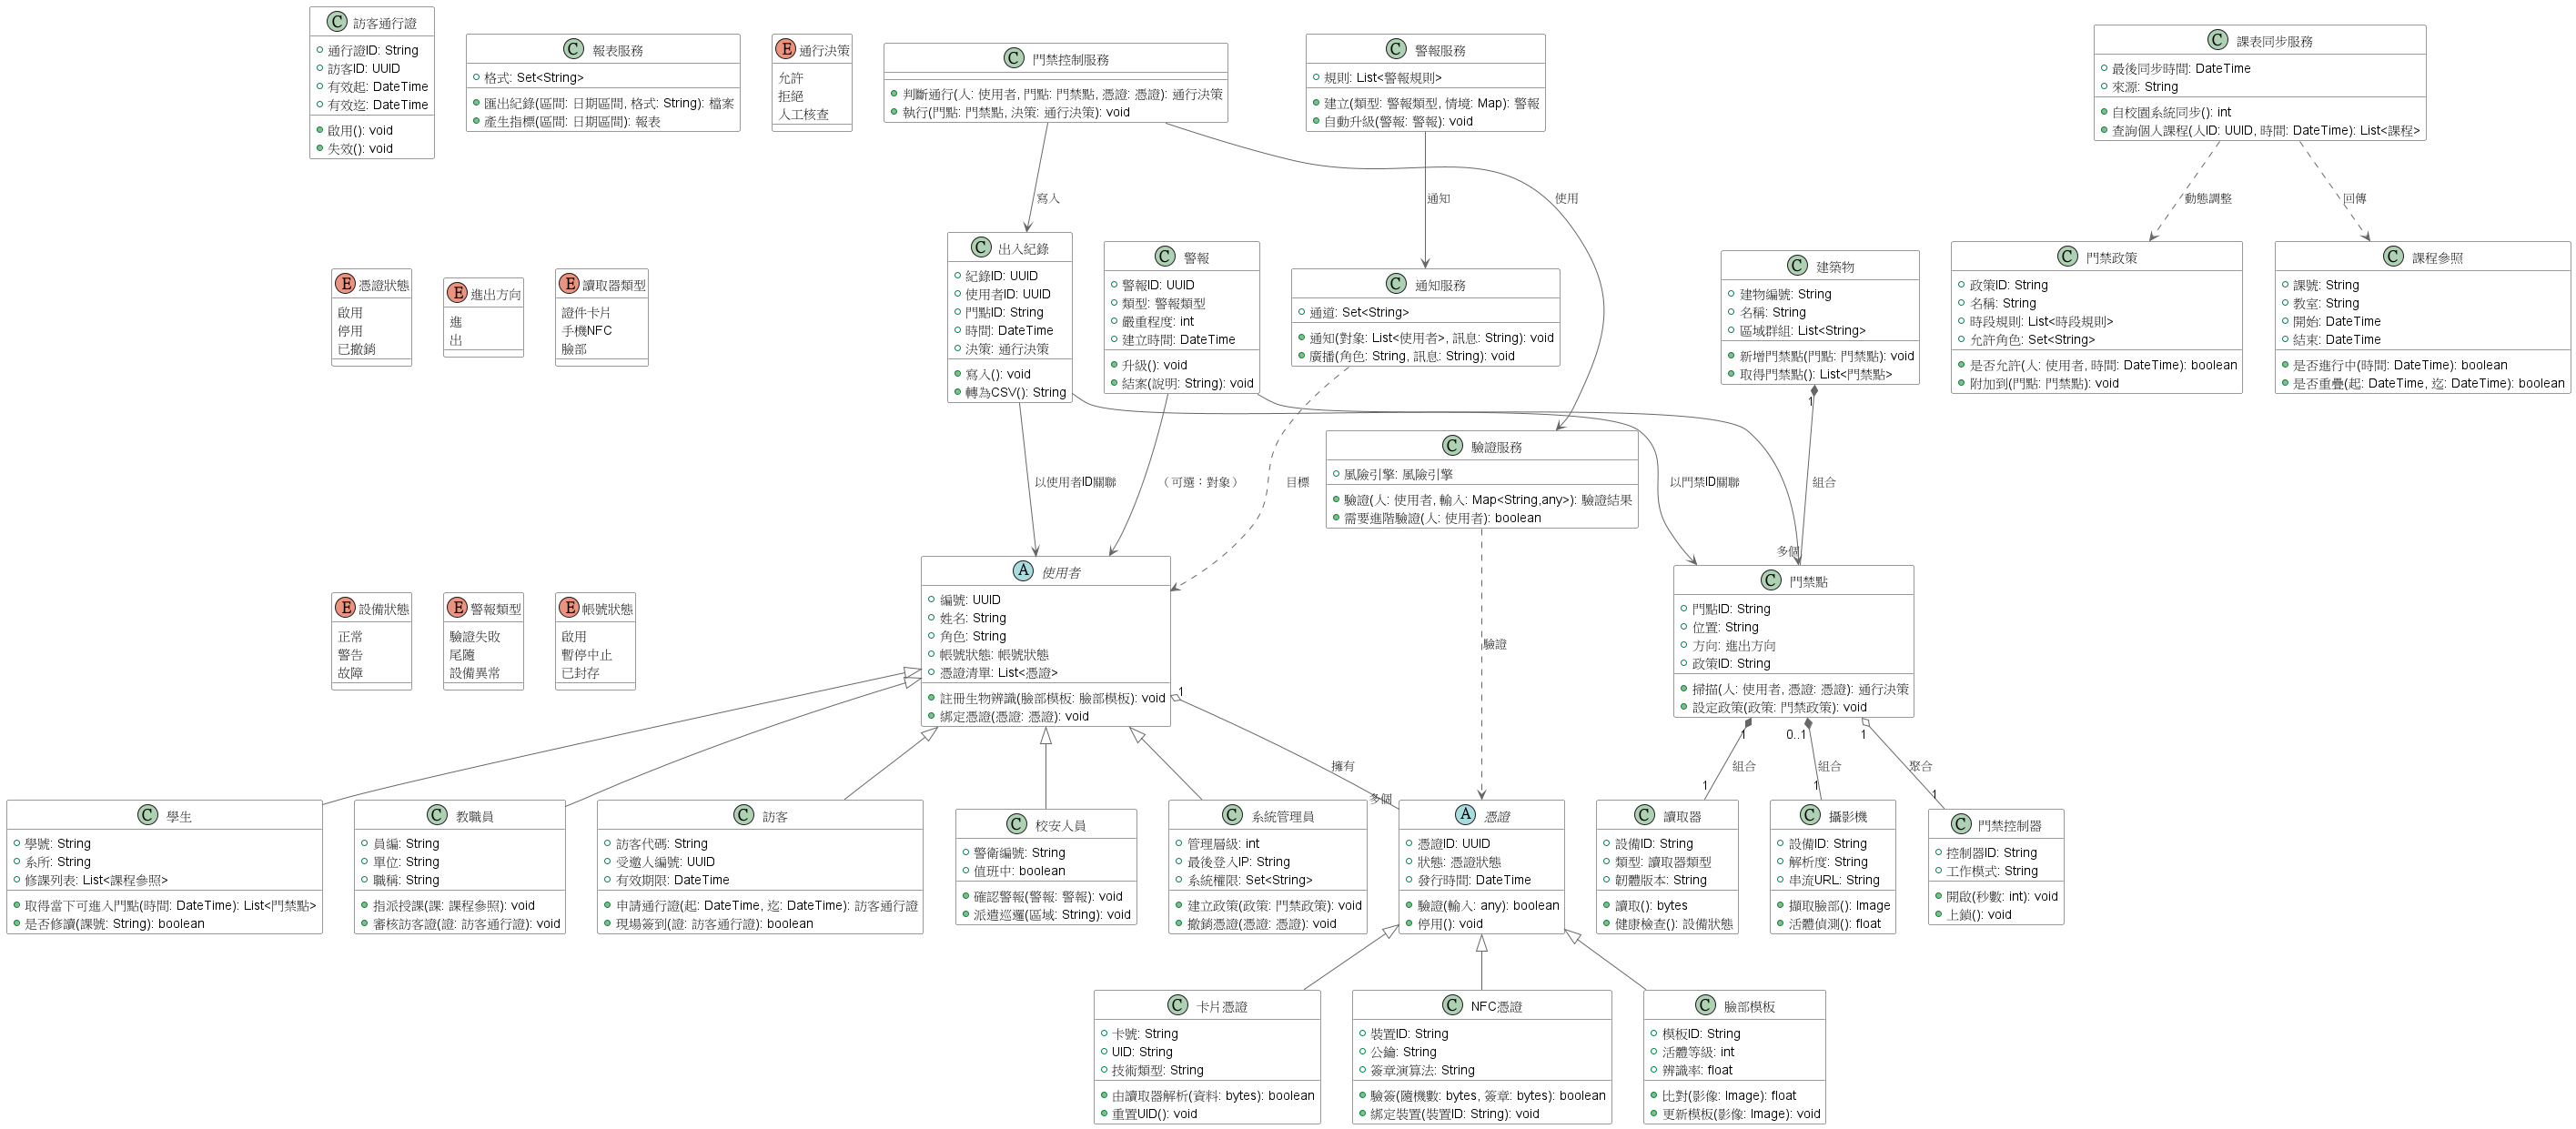 訪客通行證
通行證ID: String
訪客ID: UUID
有效起: DateTime
有效迄: DateTime
啟用(): void
失效(): void
報表服務
格式: Set<String>
匯出紀錄(區間: 日期區間, 格式: String): 檔案
產生指標(區間: 日期區間): 報表
通行決策
允許
拒絕
人工核查
門禁控制服務
判斷通行(人: 使用者, 門點: 門禁點, 憑證: 憑證): 通行決策
執行(門點: 門禁點, 決策: 通行決策): void
警報服務
規則: List<警報規則>
建立(類型: 警報類型, 情境: Map): 警報
自動升級(警報: 警報): void
課表同步服務
最後同步時間: DateTime
來源: String
自校園系統同步(): int
查詢個人課程(人ID: UUID, 時間: DateTime): List<課程>
寫入
使用
通知
動態調整
回傳
憑證狀態
啟用
停用
已撤銷
進出方向
進
出
讀取器類型
證件卡片
手機NFC
臉部
出入紀錄
紀錄ID: UUID
使用者ID: UUID
門點ID: String
時間: DateTime
決策: 通行決策
寫入(): void
轉為CSV(): String
警報
警報ID: UUID
類型: 警報類型
嚴重程度: int
建立時間: DateTime
升級(): void
結案(說明: String): void
通知服務
通道: Set<String>
通知(對象: List<使用者>, 訊息: String): void
廣播(角色: String, 訊息: String): void
建築物
建物編號: String
名稱: String
區域群組: List<String>
新增門禁點(門點: 門禁點): void
取得門禁點(): List<門禁點>
門禁政策
政策ID: String
名稱: String
時段規則: List<時段規則>
允許角色: Set<String>
是否允許(人: 使用者, 時間: DateTime): boolean
附加到(門點: 門禁點): void
課程參照
課號: String
教室: String
開始: DateTime
結束: DateTime
是否進行中(時間: DateTime): boolean
是否重疊(起: DateTime, 迄: DateTime): boolean
1
驗證服務
風險引擎: 風險引擎
驗證(人: 使用者, 輸入: Map<String,any>): 驗證結果
需要進階驗證(人: 使用者): boolean
以使用者ID關聯
（可選：對象）
目標
以門禁ID關聯
組合
多個
設備狀態
正常
警告
故障
警報類型
驗證失敗
尾隨
設備異常
帳號狀態
啟用
暫停中止
已封存
使用者
編號: UUID
姓名: String
角色: String
帳號狀態: 帳號狀態
憑證清單: List<憑證>
註冊生物辨識(臉部模板: 臉部模板): void
綁定憑證(憑證: 憑證): void
驗證
門禁點
門點ID: String
位置: String
方向: 進出方向
政策ID: String
掃描(人: 使用者, 憑證: 憑證): 通行決策
設定政策(政策: 門禁政策): void
1
擁有
多個
1
組合
1
0..1
組合
1
1
聚合
1
學生
學號: String
系所: String
修課列表: List<課程參照>
取得當下可進入門點(時間: DateTime): List<門禁點>
是否修讀(課號: String): boolean
教職員
員編: String
單位: String
職稱: String
指派授課(課: 課程參照): void
審核訪客證(證: 訪客通行證): void
訪客
訪客代碼: String
受邀人編號: UUID
有效期限: DateTime
申請通行證(起: DateTime, 迄: DateTime): 訪客通行證
現場簽到(證: 訪客通行證): boolean
校安人員
警衛編號: String
值班中: boolean
確認警報(警報: 警報): void
派遣巡邏(區域: String): void
系統管理員
管理層級: int
最後登入IP: String
系統權限: Set<String>
建立政策(政策: 門禁政策): void
撤銷憑證(憑證: 憑證): void
憑證
憑證ID: UUID
狀態: 憑證狀態
發行時間: DateTime
驗證(輸入: any): boolean
停用(): void
讀取器
設備ID: String
類型: 讀取器類型
韌體版本: String
讀取(): bytes
健康檢查(): 設備狀態
攝影機
設備ID: String
解析度: String
串流URL: String
擷取臉部(): Image
活體偵測(): float
門禁控制器
控制器ID: String
工作模式: String
開啟(秒數: int): void
上鎖(): void
卡片憑證
卡號: String
UID: String
技術類型: String
由讀取器解析(資料: bytes): boolean
重置UID(): void
NFC憑證
裝置ID: String
公鑰: String
簽章演算法: String
驗簽(隨機數: bytes, 簽章: bytes): boolean
綁定裝置(裝置ID: String): void
臉部模板
模板ID: String
活體等級: int
辨識率: float
比對(影像: Image): float
更新模板(影像: Image): void